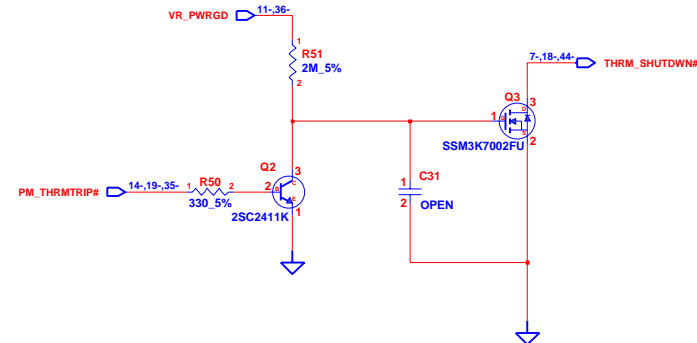 VR_PWRGD 11-,36-
1
R51
2M_5%
2
7-,18-,44-
THRM_SHUTDWN#
Q3
3
D
1
G
S
2
SSM3K7002FU
Q2
3
C
PM_THRMTRIP# 14-,19-,35- 1 R50 2 2
B
330_5%
E
1
2SC2411K
C31
1
2
OPEN